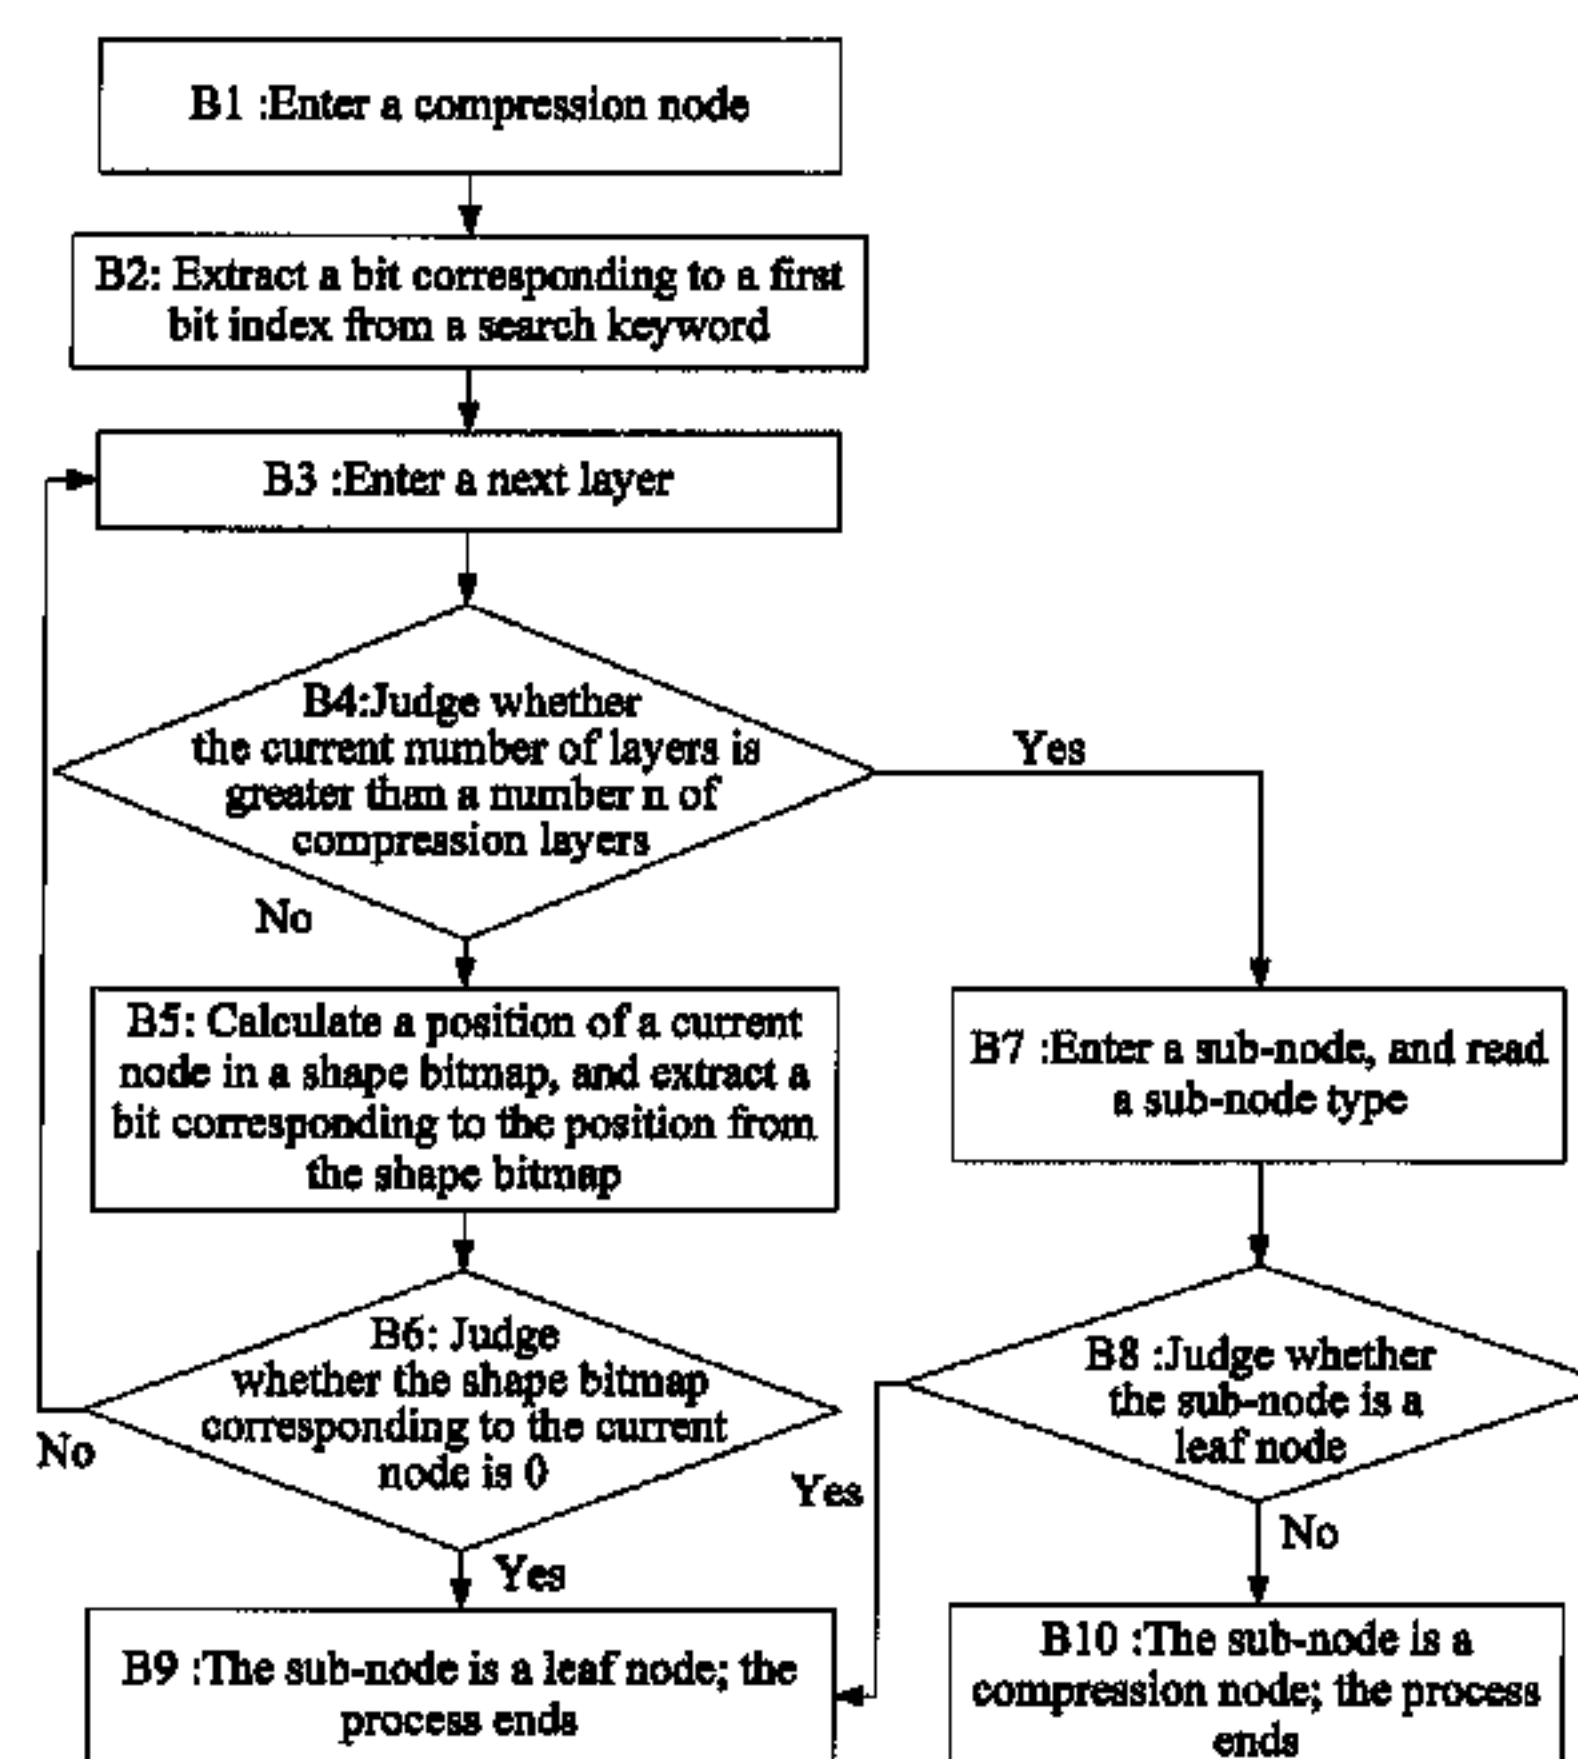 B1 :Enter a compression node
B2: Extract a bit corresponding to a first
bit index from a search keyword
B3 :Enter a next layer
B4:Judge whether
the current number of layers is
greater than a number n of
compression layers
Yes
No
B5: Calculate a position of a current
node in a shape bitmap, and extract a
bit corresponding to the position from
the shape bitmap
B7 :Enter a sub-node, and read
a sub-node type
B6: Judge
whether the shape bitmap
corresponding to the current
node is 0
No
B8 :Judge whether
the sub-node is a
leaf node
Yes
No
Yes
B9 :The sub-node is a leaf node; the
process ends
B10 :The sub-node is a
compression node; the process
ends